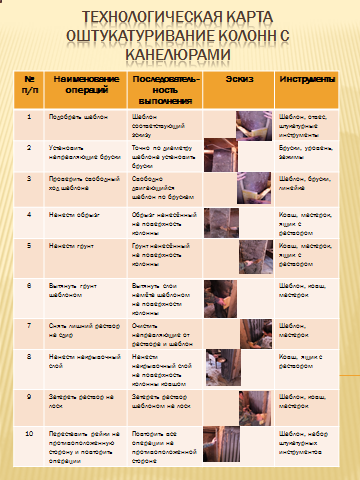 ТЕХНОЛОГИЧЕСКАЯ КАРТА
ОШТУКАТУРИВАНИЕ КОЛОНН С
КАНЕЛЮРАМИ
№ п/п Наименование операций Последователь-ность выполнения Эскиз Инструменты
1 Подобрать шаблон Шаблон соответствующий эскизу Шаблон, отвес, штукатурные инструменты
2 Установить направляющие бруски Точно по диаметру шаблона установить бруски Бруски, уровень, зажимы
3 Проверить свободный ход шаблона Свободно двигающийся шаблон по брускам Шаблон, бруски, линейка
4 Нанести обрызг Обрызг нанесённый на поверхность колонны Ковш, мастерок, ящик с раствором
5 Нанести грунт Грунт нанесённый на поверхность колонны Ковш, мастерок, ящик с раствором
6 Вытянуть грунт шаблоном Вытянуть слои намёта шаблоном на поверхности колонны Шаблон, ковш, мастерок
7 Снять лишний раствор на сдир Очистить направляющие от раствора и шаблон Шаблон, мастерок
8 Нанести накрывочный слой Нанести накрывочный слой на поверхность колонны ковшом Ковш, ящик с раствором
9 Затереть раствор на лоск Затереть раствор шаблоном на лоск Шаблон, ковш, мастерок
10 Переставить рейки на противоположенную сторону и повторить операции Повторить все операции на противоположенной стороне Шаблон, набор штукатурных инструментов